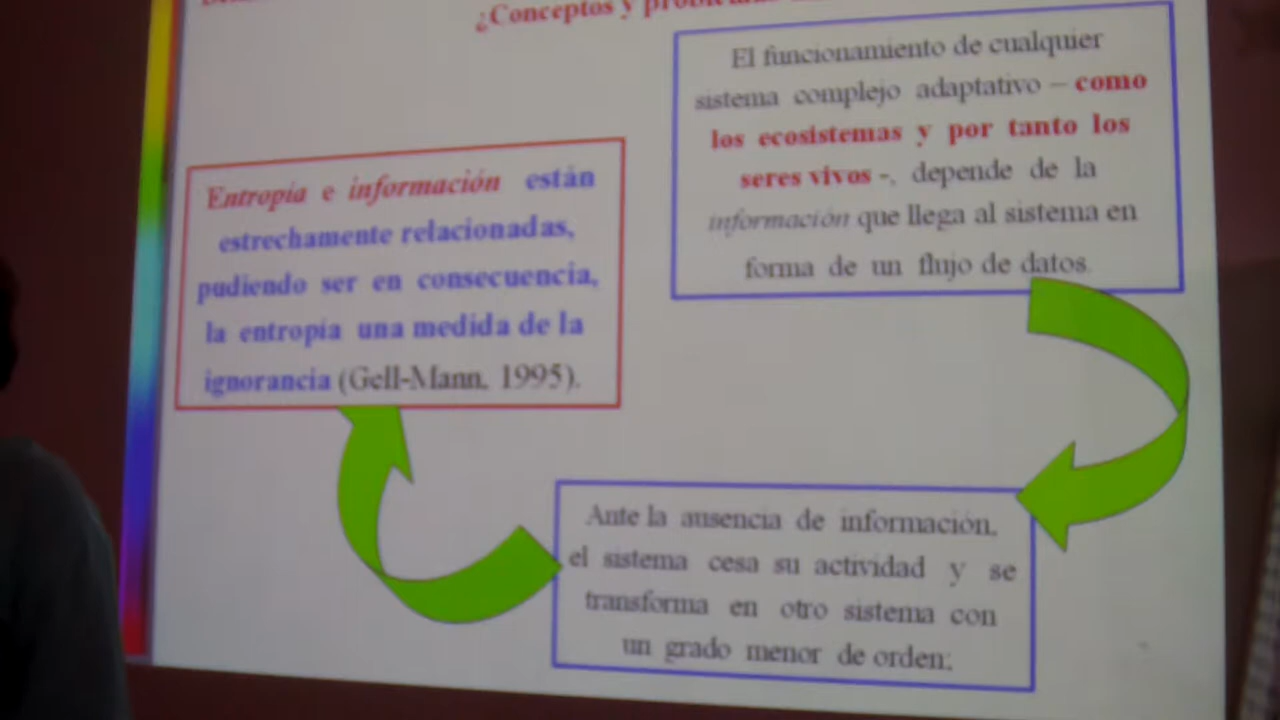 ¿Conceptos y
El funcionamiento de cualquier
sistema complejo adaptativo – como
los ecosistemas y por tanto los
seres vivos -, depende de la
información que llega al sistema en
forma de un flujo de datos.
Ante la ausencia de información,
el sistema cesa su actividad y se
transforma en otro sistema con
un grado menor de orden;
Entropía e información están
estrechamente relacionadas,
pudiendo ser en consecuencia,
la entropía una medida de la
ignorancia (Gell-Mann, 1995).